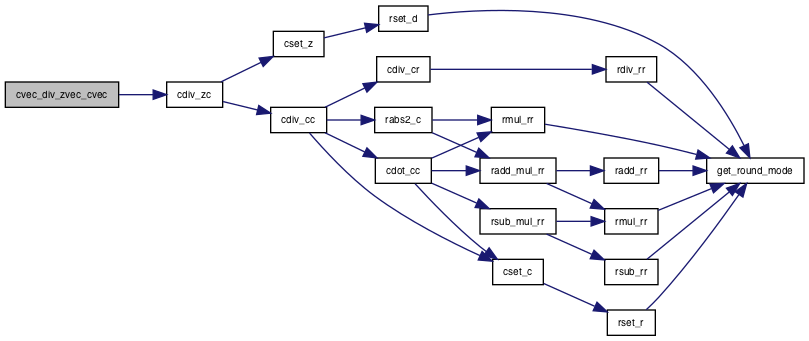 cvec_div_zvec_cvec
cdiv_zc
cset_z
cdiv_cc
rset_d
cdiv_cr
rabs2_c
cdot_cc
rmul_rr
radd_mul_rr
rsub_mul_rr
cset_c
rdiv_rr
radd_rr
rmul_rr
rsub_rr
rset_r
get_round_mode